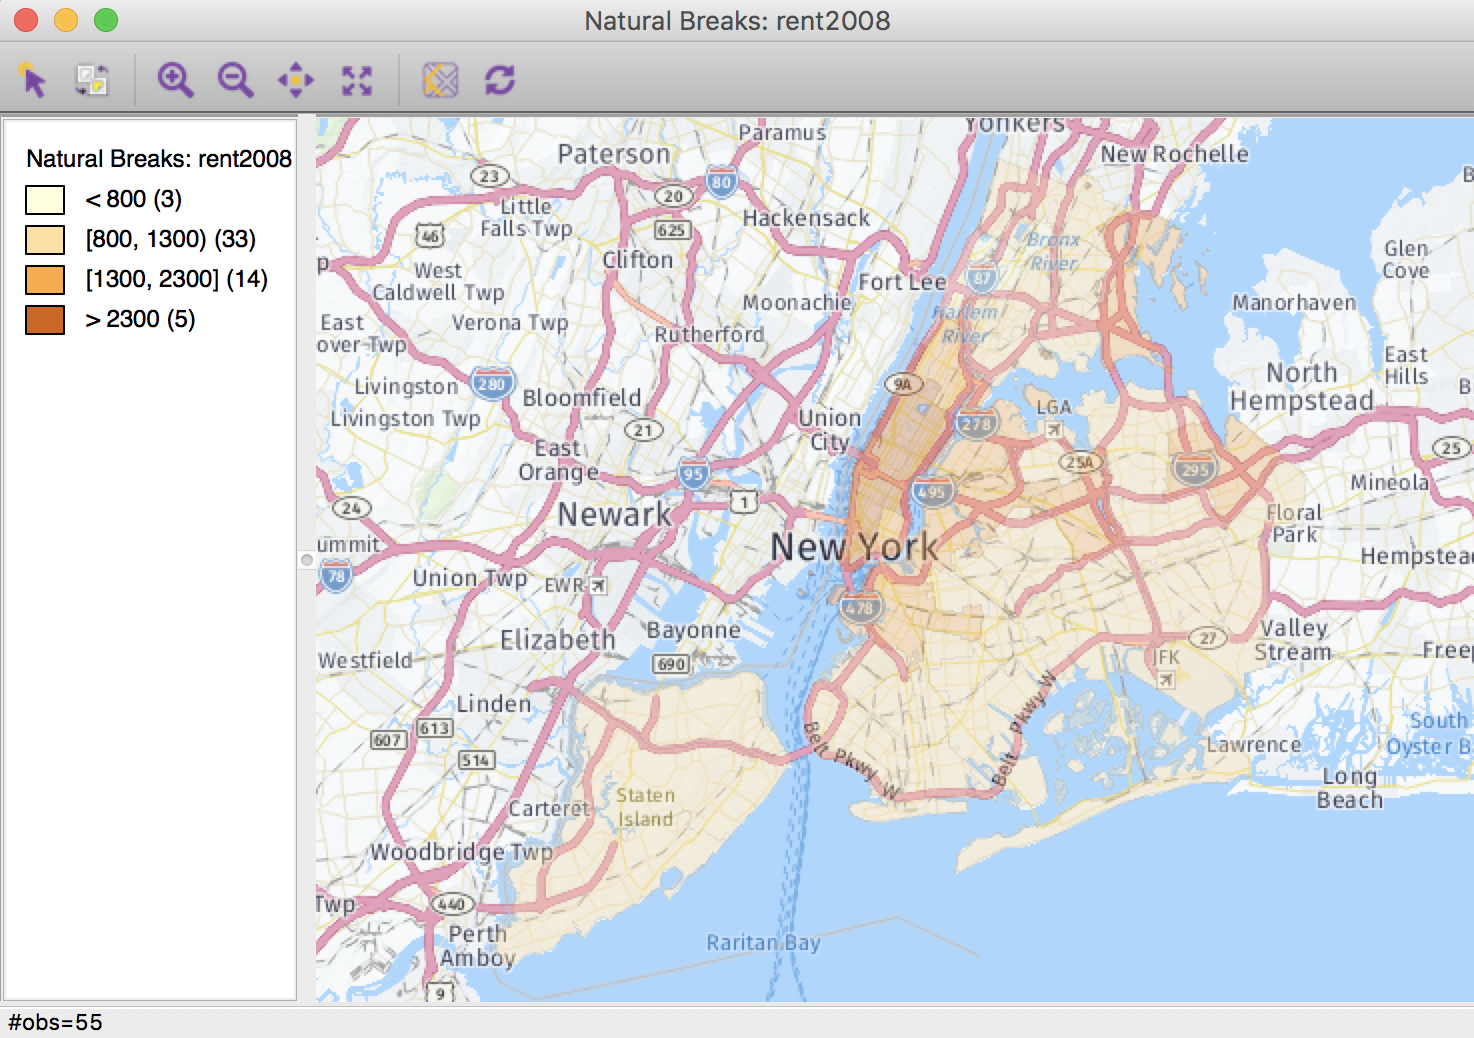 Natural Breaks: rent2008
Natural Breaks: rent2008
< 800 (3)
[800, 1300) (33)
[1300, 2300] (14)
> 2300 (5)
Paramus
Yonkers
Paterson
New Rochelle
23
80
20
Little
Falls Twp
Hackensack
625
46
Bronx
River
Glen
Cove
Clifton
West
Caldwell Twp
Fort Lee
87
Moonachie
Manorhaven
Harlem
River
East
over Twp
Verona Twp
Rutherford
East
Hills
Livingston
280
Bloomfield
9A
North
Hempstead
Livingston Twp
Union
City
278
LGA
21
East
Orange
95
25A
295
25
495
Mineola
24
Newark
1
Floral
Park
ummit
New York
Hempstead
78
Union Twp
EWR
478
Elizabeth
Bayonne
27
Valley
Stream
Westfield
690
JFK
Freep
Linden
Belt Pkwy W
Belt Pkwy W
613
607
514
South
Oyster B
Lawrence
Long
Beach
Carteret
Staten
Island
Woodbridge Twp
Twp
440
Perth
Amboy
Raritan Bay
9
#obs=55